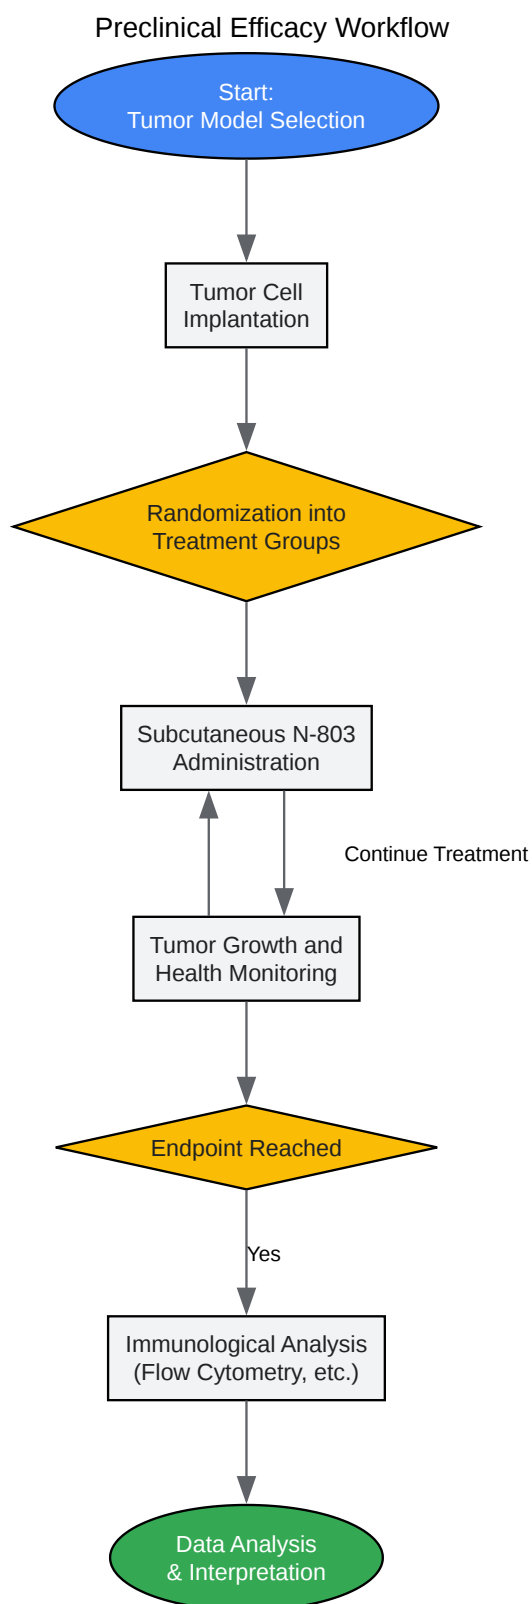 Preclinical Efficacy Workflow
Start:
Tumor Model Selection
Tumor Cell
Implantation
Randomization into
Treatment Groups
Subcutaneous N-803
Administration
Continue Treatment
Tumor Growth and
Health Monitoring
Endpoint Reached
Yes
Immunological Analysis
(Flow Cytometry, etc.)
Data Analysis
& Interpretation